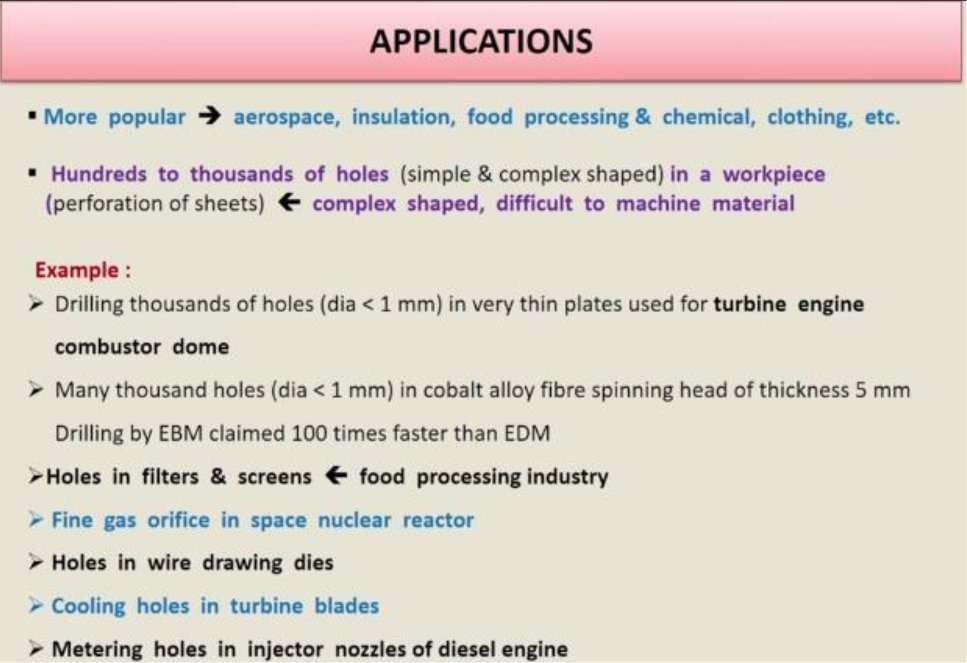 APPLICATIONS
▪ More popular → aerospace, insulation, food processing & chemical, clothing, etc.
▪ Hundreds to thousands of holes (simple & complex shaped) in a workpiece
(perforation of sheets) ← complex shaped, difficult to machine material
Example :
➢ Drilling thousands of holes (dia < 1 mm) in very thin plates used for turbine engine
combustor dome
➢ Many thousand holes (dia < 1 mm) in cobalt alloy fibre spinning head of thickness 5 mm
Drilling by EBM claimed 100 times faster than EDM
➢Holes in filters & screens ← food processing industry
➢ Fine gas orifice in space nuclear reactor
➢ Holes in wire drawing dies
➢ Cooling holes in turbine blades
➢ Metering holes in injector nozzles of diesel engine